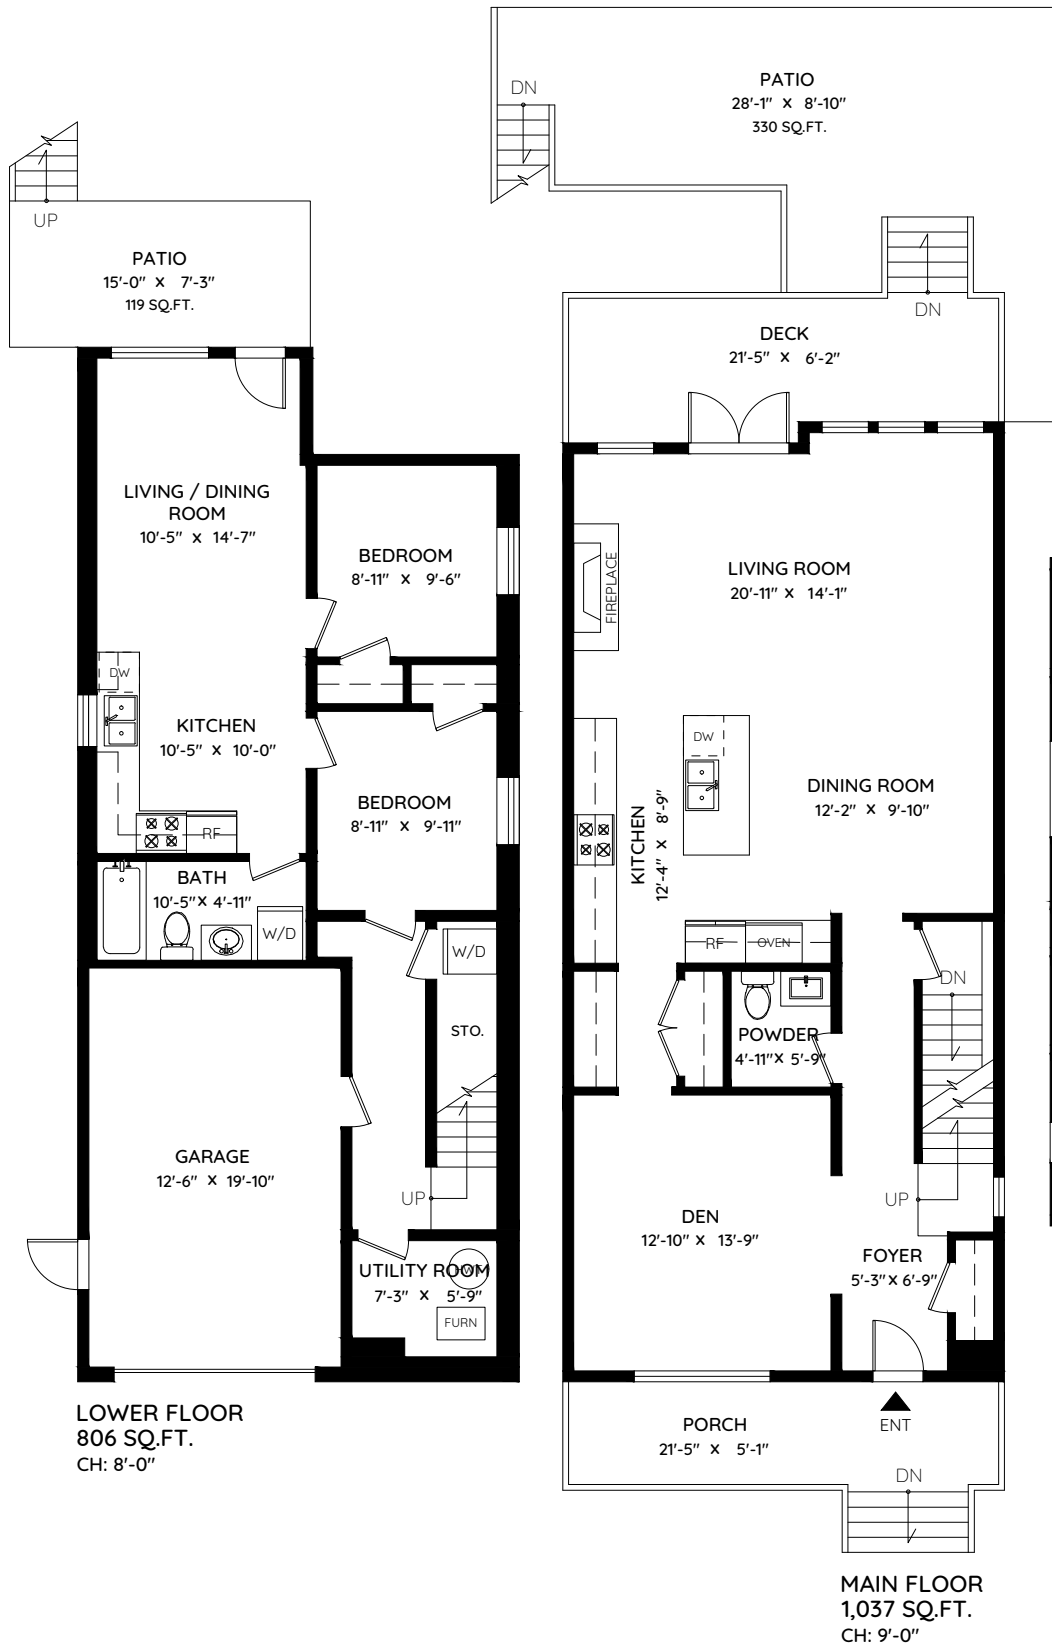 DN
PATIO
28'-1" x 8'-10"
330 SQ.FT.
UP
PATIO
15'-0" x 7'-3"
119 SQ.FT.
DN
DECK
21'-5" x 6'-2"
LIVING / DINING
ROOM
10'-5" x 14'-7"
BEDROOM
8'-11" x 9'-6"
DW
KITCHEN
10'-5" x 10'-0"
BEDROOM
8'-11" x 9'-11"
RF
BATH
10'-5" x 4'-11"
W/D
W/D
STO.
GARAGE
12'-6" x 19'-10"
UP
UTILITY ROOM
7'-3" x 5'-9"
FURN
LOWER FLOOR
806 SQ.FT.
CH: 8'-0"
FIREPLACE
LIVING ROOM
20'-11" x 14'-1"
DW
KITCHEN
12'-4" x 8'-9"
DINING ROOM
12'-2" x 9'-10"
RF
OVEN
DN
POWDER
4'-11" x 5'-9"
UP
DEN
12'-10" x 13'-9"
FOYER
5'-3" x 6'-9"
ENT
PORCH
21'-5" x 5'-1"
DN
MAIN FLOOR
1,037 SQ.FT.
CH: 9'-0"